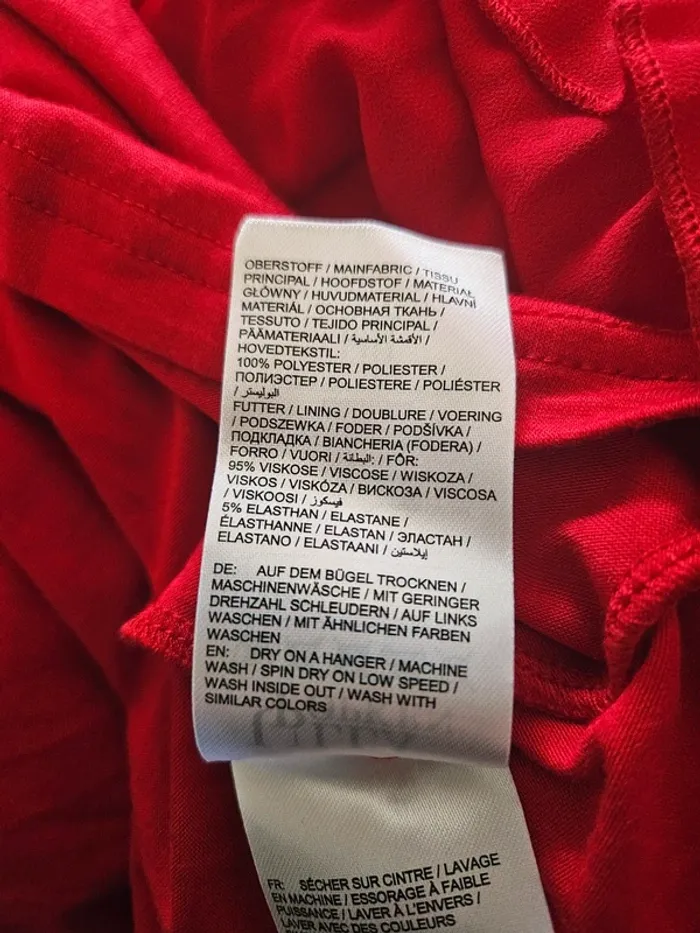 OBERSTOFF / MAINFABRIC / TISSU
PRINCIPAL / HOOFDSTOF / MATERIAŁ
GŁÓWNY / HUVUDMATERIAL / HLAVNÍ
MATERIÁL / ОСНОВНАЯ ТКАНЬ /
TESSUTO / TEJIDO PRINCIPAL /
PÄÄMATERIAALI / الأقمشة الأساسية /
HOVEDTEKSTIL:
100% POLYESTER / POLIESTER /
ПОЛИЭСТЕР / POLIESTERE / POLIÉSTER
/ البوليستر
FUTTER / LINING / DOUBLURE / VOERING
/ PODSZEWKA / FODER / PODŠÍVKA /
ПОДКЛАДКА / BIANCHERIA (FODERA) /
FORRO / VUORI / البطانة: / FÔR:
95% VISKOSE / VISCOSE / WISKOZA /
VISKOS / VISKÓZA / ВИСКОЗА / VISCOSA
/ VISKOOSI / فيسكوز
5% ELASTHAN / ELASTANE /
ÉLASTHANNE / ELASTAN / ЭЛАСТАН /
ELASTANO / ELASTAANI / إيلاستين
DE: AUF DEM BÜGEL TROCKNEN /
MASCHINENWÄSCHE / MIT GERINGER
DREHZAHL SCHLEUDERN / AUF LINKS
WASCHEN / MIT ÄHNLICHEN FARBEN
WASCHEN
EN: DRY ON A HANGER / MACHINE
WASH / SPIN DRY ON LOW SPEED /
WASH INSIDE OUT / WASH WITH
SIMILAR COLORS
FR: SÉCHER SUR CINTRE / LAVAGE
EN MACHINE / ESSORAGE À FAIBLE
PUISSANCE / LAVER À L'ENVERS /
LAVER AVEC DES COULEURS